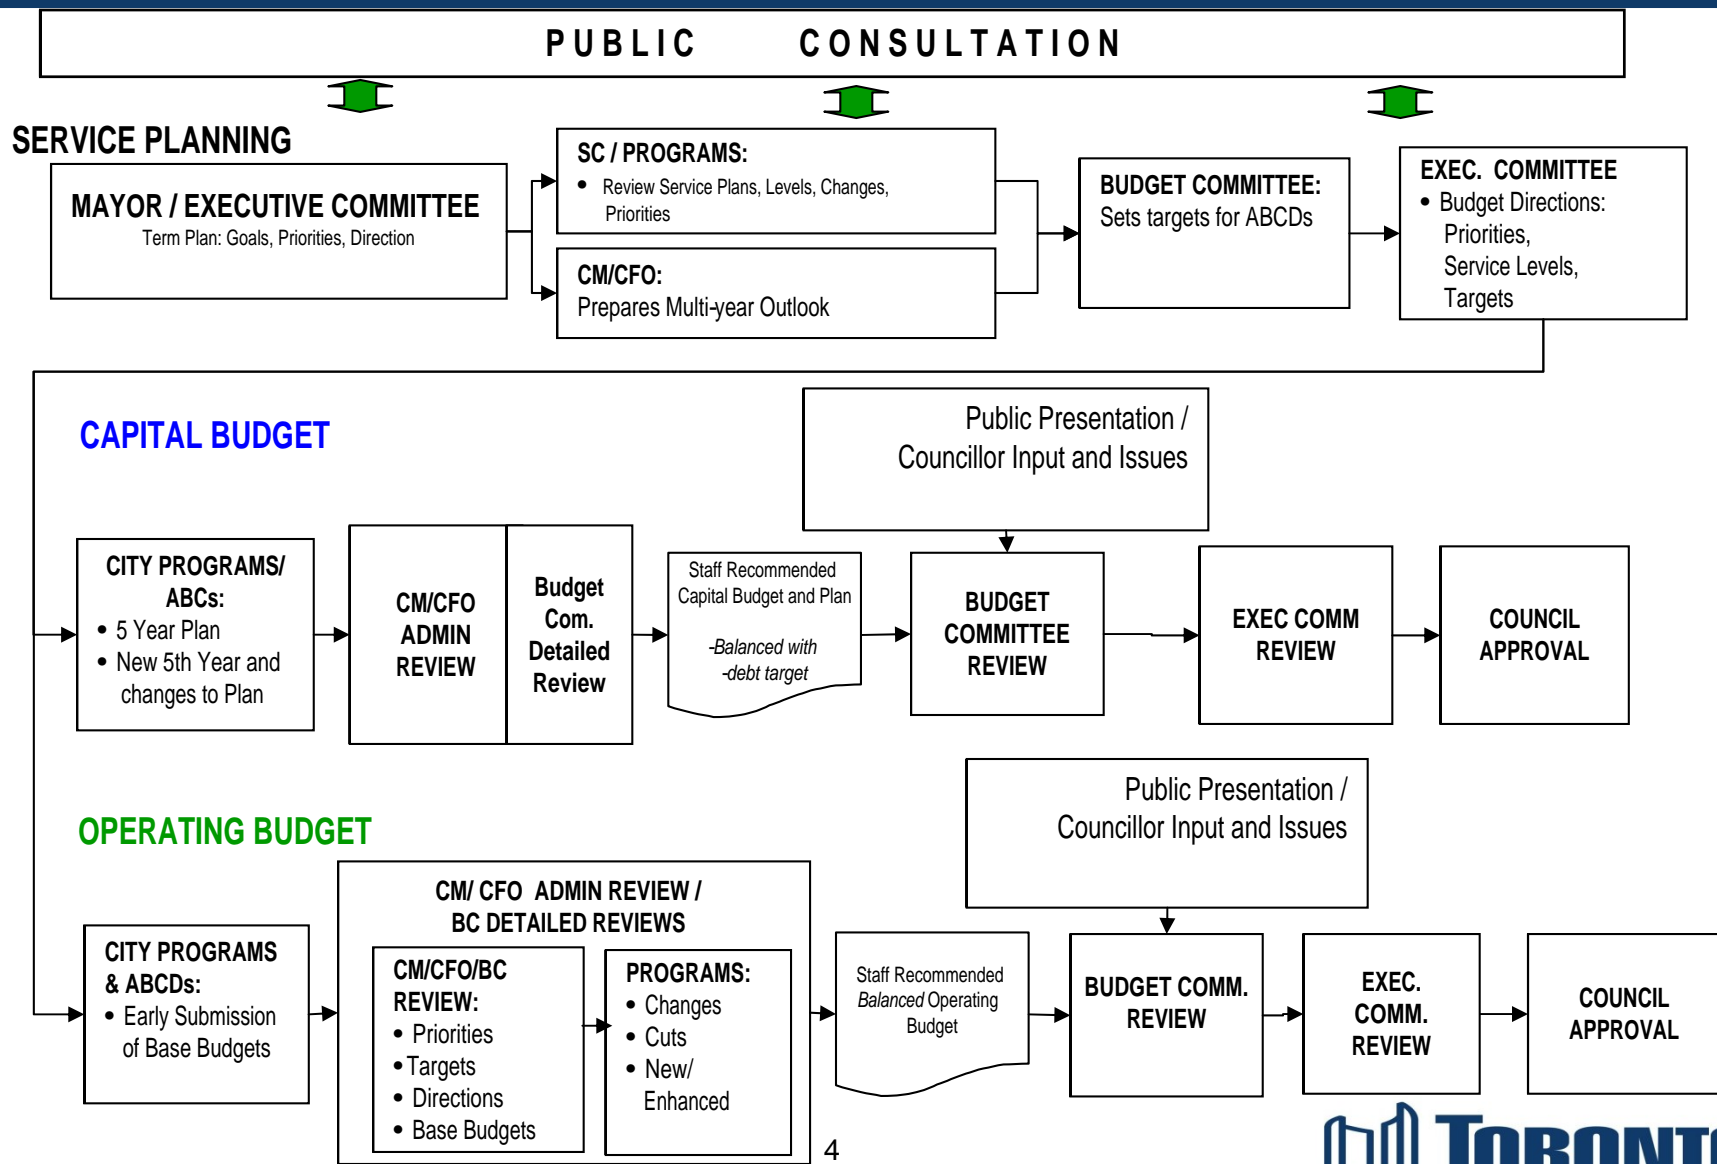 PUBLIC CONSULTATION
SERVICE PLANNING
MAYOR / EXECUTIVE COMMITTEE
Term Plan: Goals, Priorities, Direction
SC / PROGRAMS:
• Review Service Plans, Levels, Changes,
Priorities
CM/CFO:
Prepares Multi-year Outlook
BUDGET COMMITTEE:
Sets targets for ABCDs
EXEC. COMMITTEE
• Budget Directions:
Priorities,
Service Levels,
Targets
CAPITAL BUDGET
Public Presentation /
Councillor Input and Issues
CITY PROGRAMS/
ABCs:
• 5 Year Plan
• New 5th Year and
changes to Plan
CM/CFO
ADMIN
REVIEW
Budget
Com.
Detailed
Review
Staff Recommended
Capital Budget and Plan
-Balanced with
-debt target
BUDGET
COMMITTEE
REVIEW
EXEC COMM
REVIEW
COUNCIL
APPROVAL
OPERATING BUDGET
Public Presentation /
Councillor Input and Issues
CITY PROGRAMS
& ABCDs:
• Early Submission
of Base Budgets
CM/ CFO ADMIN REVIEW /
BC DETAILED REVIEWS
CM/CFO/BC
REVIEW:
• Priorities
• Targets
• Directions
• Base Budgets
PROGRAMS:
• Changes
• Cuts
• New/
Enhanced
Staff Recommended
Balanced Operating
Budget
BUDGET COMM.
REVIEW
EXEC.
COMM.
REVIEW
COUNCIL
APPROVAL
4
TORONTO